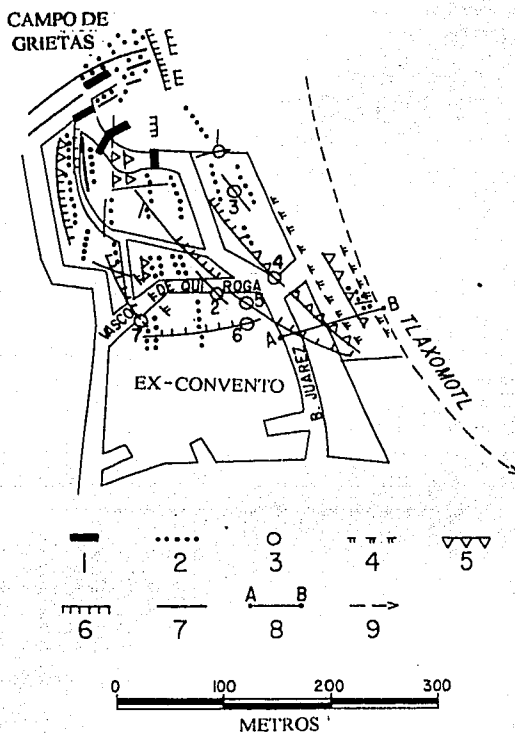 CAMPO DE
GRIETAS
1
3
4
VASCO DE QUIROGA
2
5
6
7
A
B
TLAXOMOTL
EX-CONVENTO
B. JUAREZ
1
2
3
4
5
A B
6
7
8
9
0 100 200 300
METROS